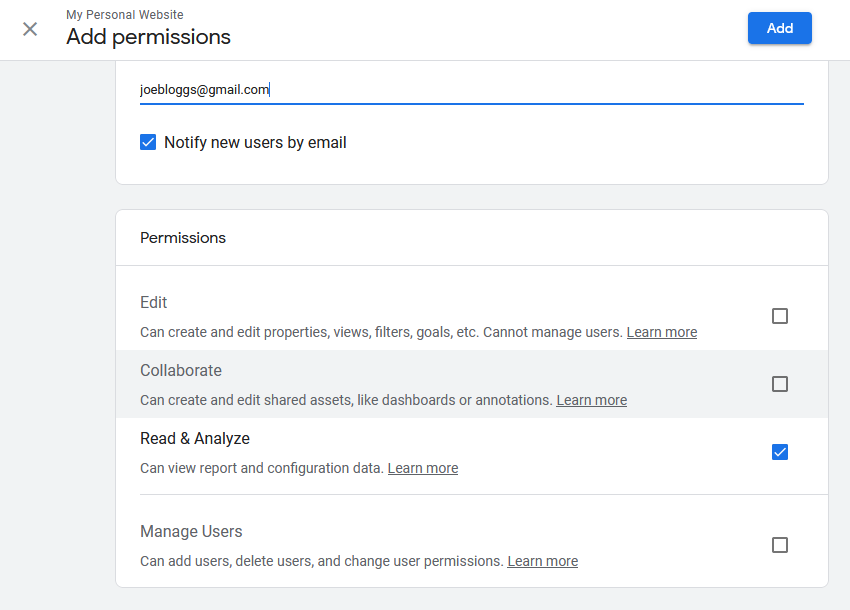 My Personal Website
Add permissions
Add
joebloggs@gmail.com
Notify new users by email
Permissions
Edit
Can create and edit properties, views, filters, goals, etc. Cannot manage users. Learn more
Collaborate
Can create and edit shared assets, like dashboards or annotations. Learn more
Read & Analyze
Can view report and configuration data. Learn more
Manage Users
Can add users, delete users, and change user permissions. Learn more